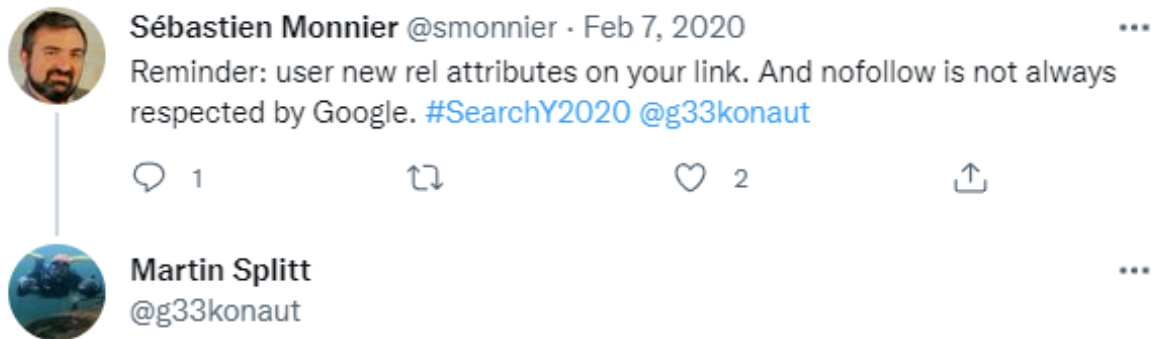 Sébastien Monnier @smonnier · Feb 7, 2020
Reminder: user new rel attributes on your link. And nofollow is not always
respected by Google. #SearchY2020 @g33konaut
1 2
Martin Splitt
@g33konaut